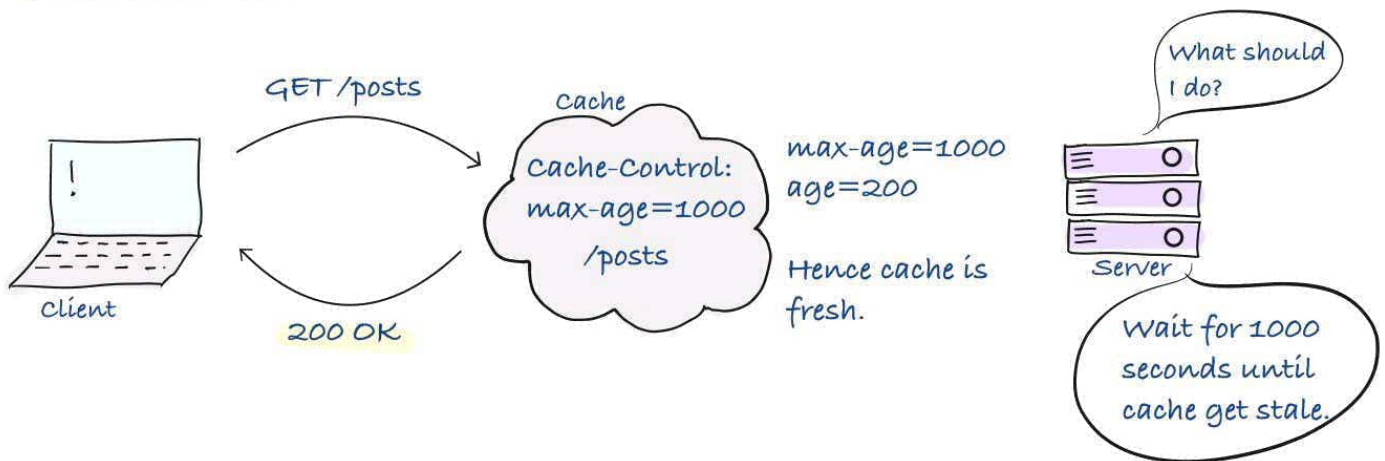 GET /posts
Cache
Cache-Control:
max-age=1000
/posts
Client
200 OK
max-age=1000
age=200
Hence cache is
fresh.
What should
I do?
Server
Wait for 1000
seconds until
cache get stale.